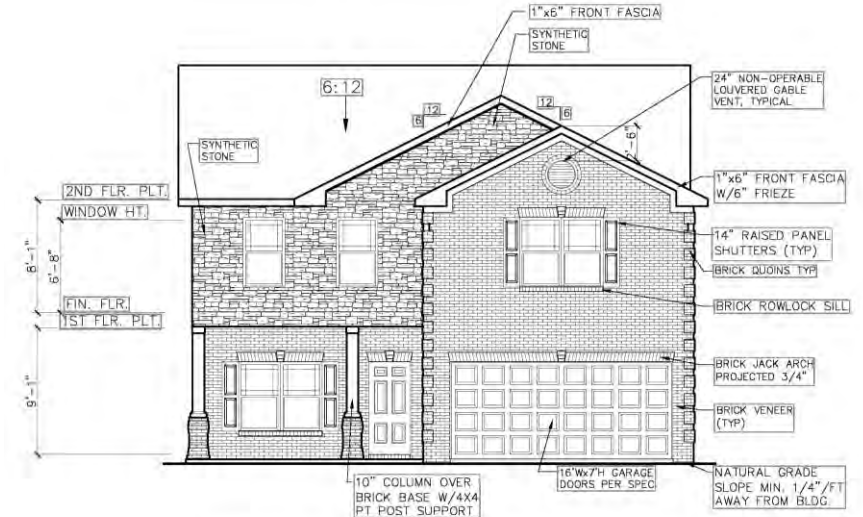 1"x6" FRONT FASCIA
SYNTHETIC
STONE
6:12
12
6
12
6
24" NON-OPERABLE
LOUVERED GABLE
VENT, TYPICAL
SYNTHETIC
STONE
2'-6"
1"x6" FRONT FASCIA
W/6" FRIEZE
2ND FLR. PLT.
WINDOW HT.
8'-1"
6'-8"
14" RAISED PANEL
SHUTTERS (TYP)
BRICK QUOINS TYP
FIN. FLR.
1ST FLR. PLT.
BRICK ROWLOCK SILL
9'-1"
BRICK JACK ARCH
PROJECTED 3/4"
BRICK VENEER
(TYP)
10" COLUMN OVER
BRICK BASE W/4X4
PT POST SUPPORT
16'Wx7'H GARAGE
DOORS PER SPEC
NATURAL GRADE
SLOPE MIN. 1/4"/FT
AWAY FROM BLDG.